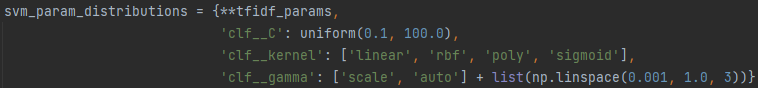 svm_param_distributions = {**tfidf_params,
'clf__C': uniform(0.1, 100.0),
'clf__kernel': ['linear', 'rbf', 'poly', 'sigmoid'],
'clf__gamma': ['scale', 'auto'] + list(np.linspace(0.001, 1.0, 3))}